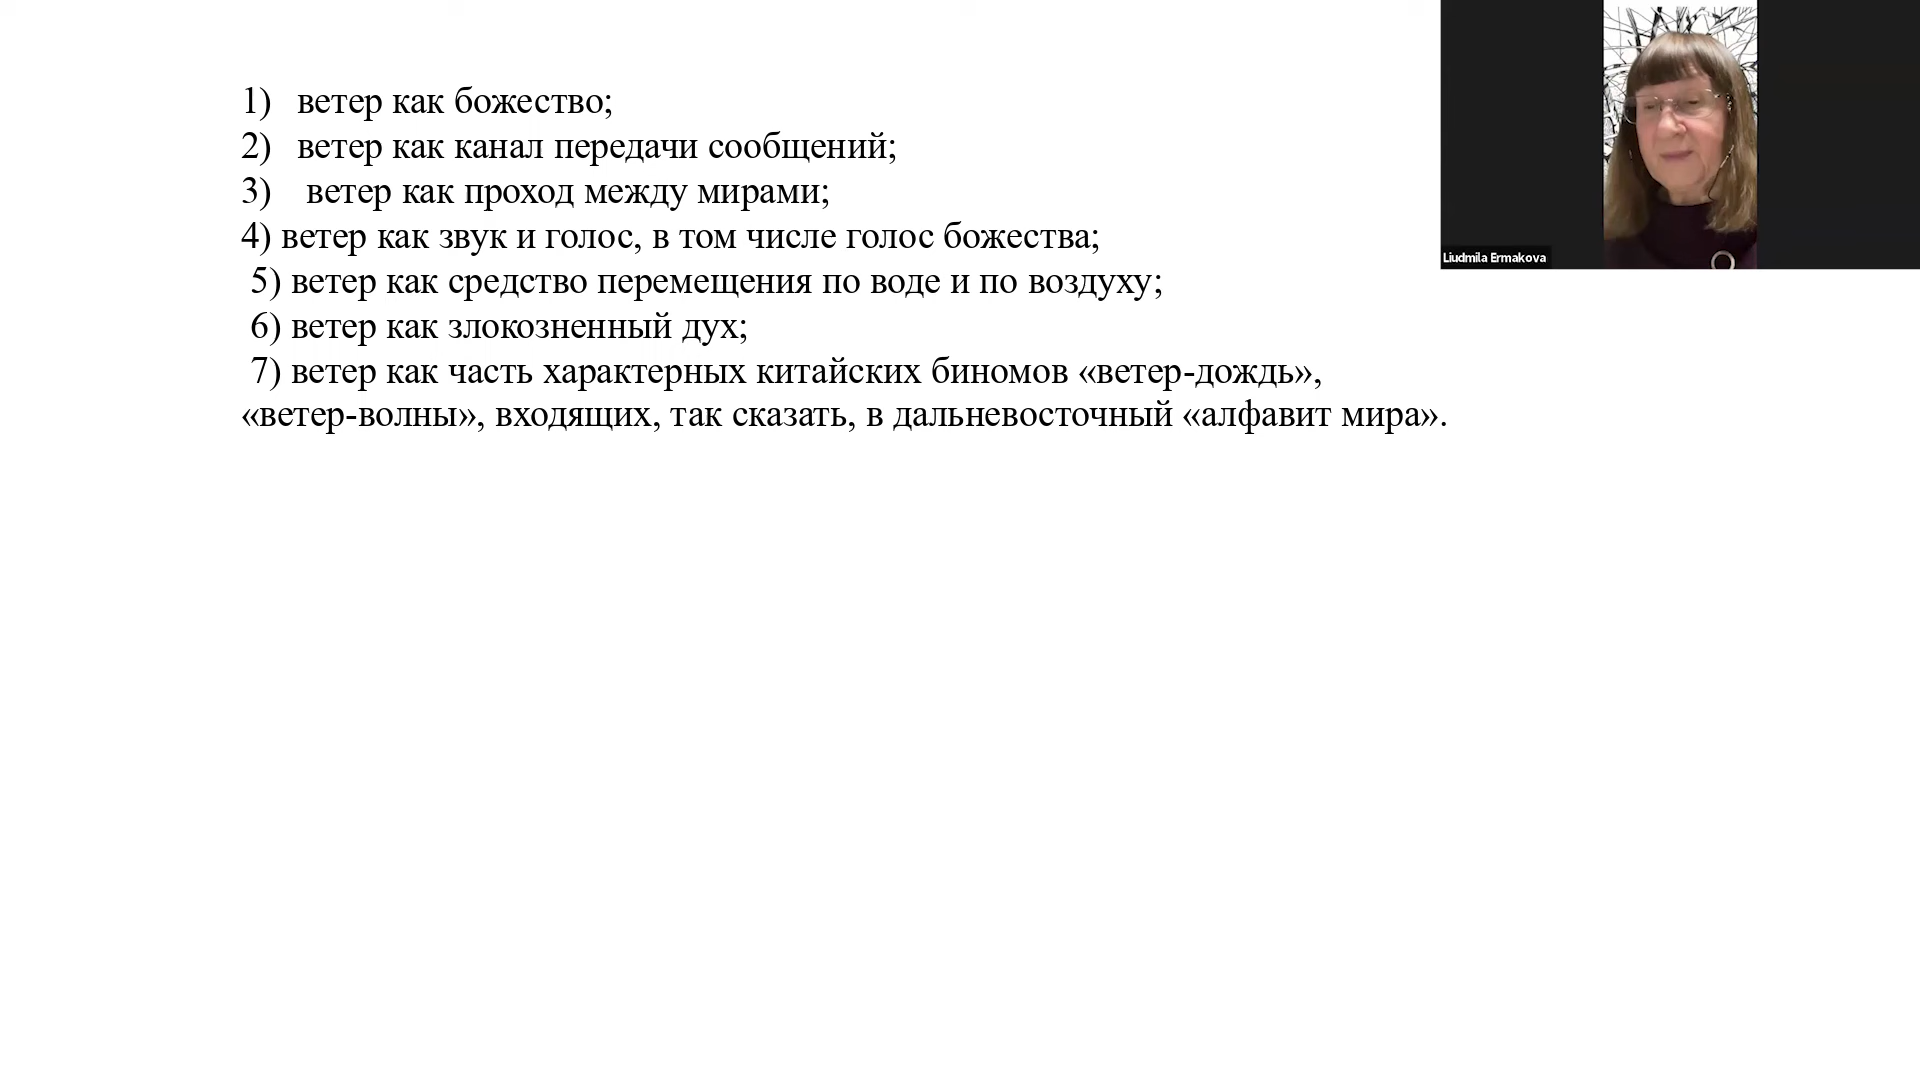 1) ветер как божество;
2) ветер как канал передачи сообщений;
3) ветер как проход между мирами;
4) ветер как звук и голос, в том числе голос божества;
5) ветер как средство перемещения по воде и по воздуху;
6) ветер как злокозненный дух;
7) ветер как часть характерных китайских биномов «ветер-дождь»,
«ветер-волны», входящих, так сказать, в дальневосточный «алфавит мира».
Liudmila Ermakova